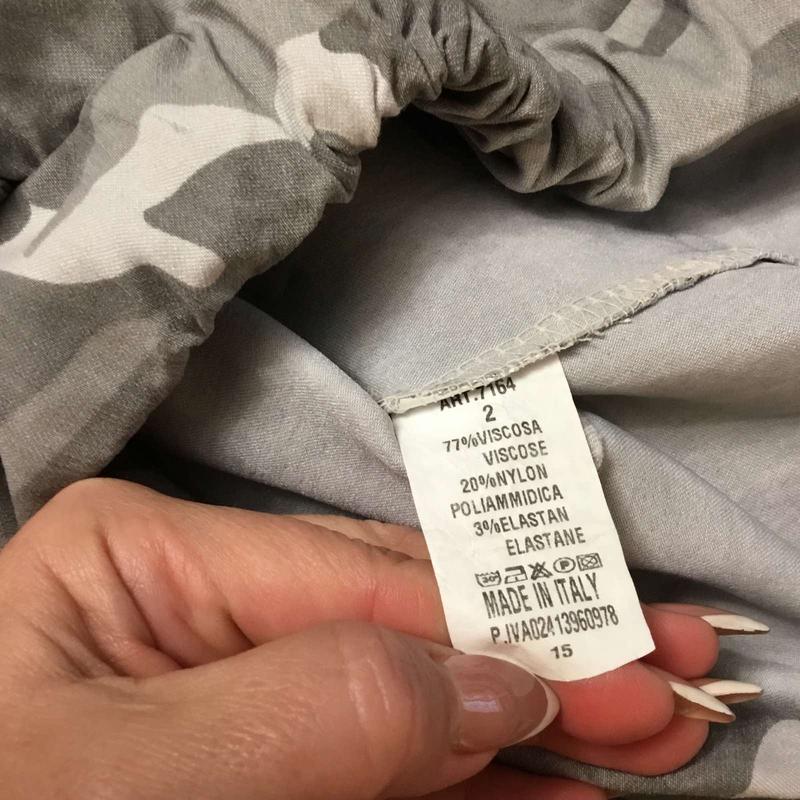 ART.7164
2
77%VISCOSA
VISCOSE
20%NYLON
POLIAMMIDICA
3%ELASTAN
ELASTANE
30° P
MADE IN ITALY
P.IVA02413960978
15